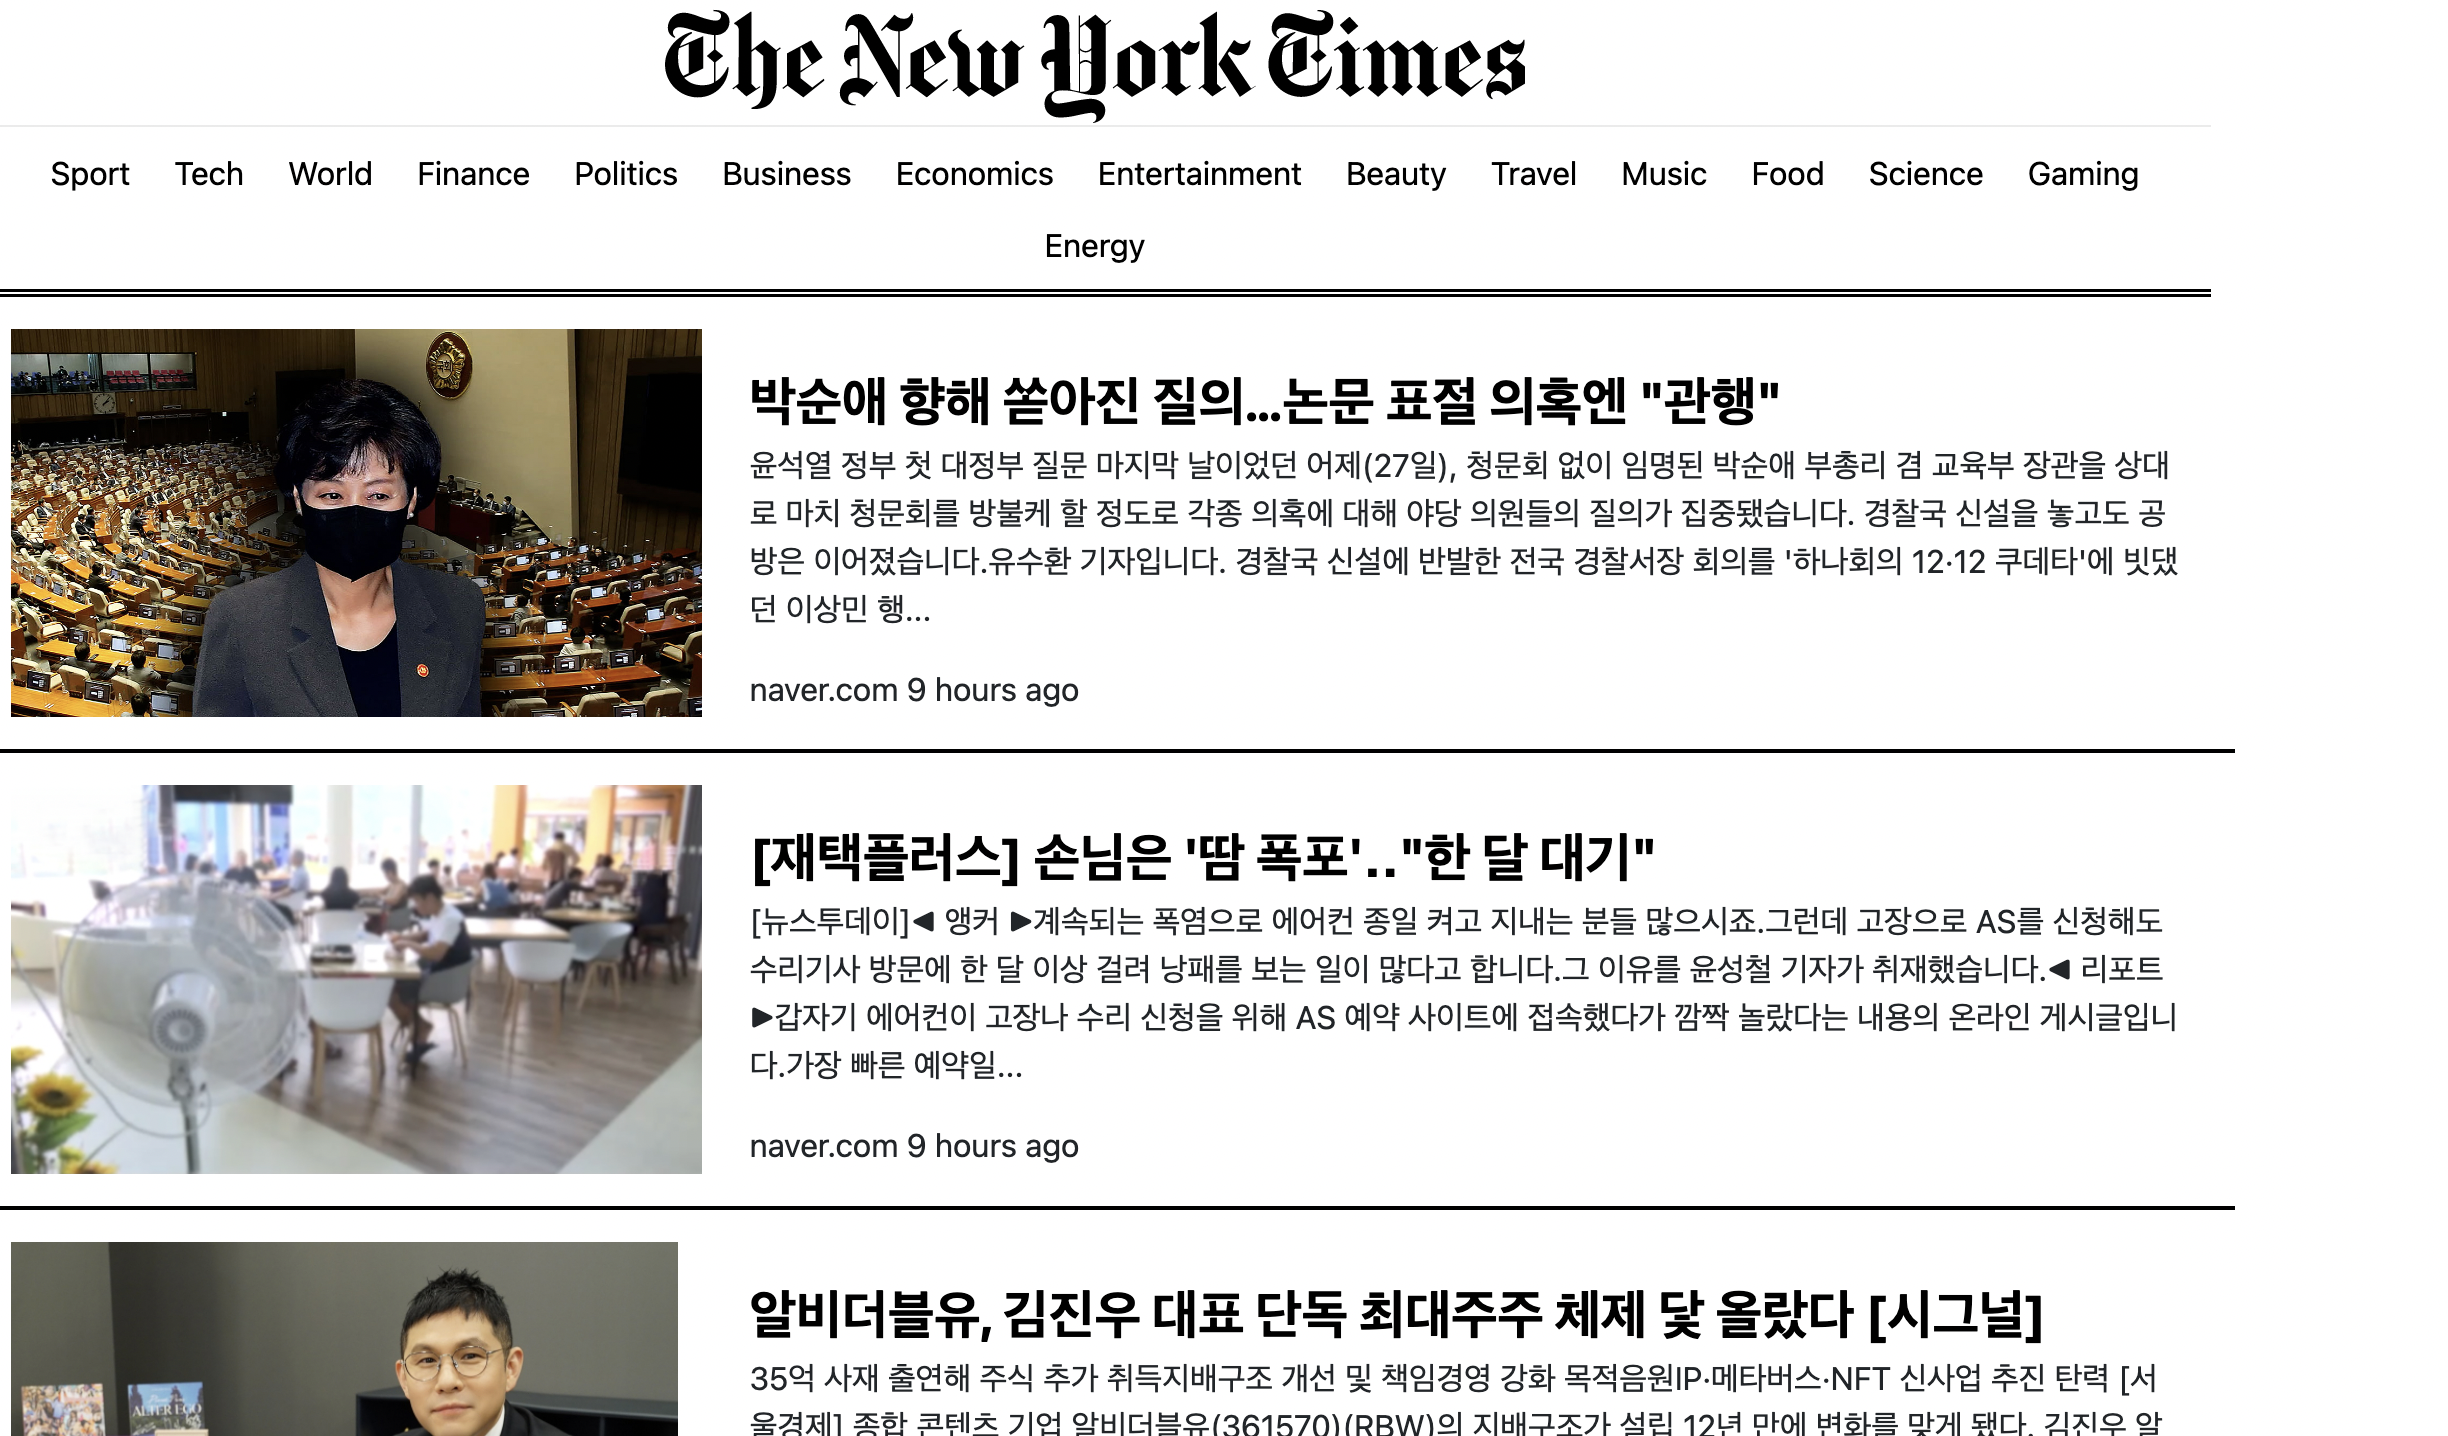 The New York Times
Sport Tech World Finance Politics Business Economics Entertainment Beauty Travel Music Food Science Gaming
Energy
박순애 향해 쏟아진 질의...논문 표절 의혹엔 "관행"
윤석열 정부 첫 대정부 질문 마지막 날이었던 어제(27일), 청문회 없이 임명된 박순애 부총리 겸 교육부 장관을 상대
로 마치 청문회를 방불케 할 정도로 각종 의혹에 대해 야당 의원들의 질의가 집중됐습니다. 경찰국 신설을 놓고도 공
방은 이어졌습니다.유수환 기자입니다. 경찰국 신설에 반발한 전국 경찰서장 회의를 '하나회의 12·12 쿠데타'에 빗댔
던 이상민 행...
naver.com 9 hours ago
[재택플러스] 손님은 '땀 폭포'.."한 달 대기"
[뉴스투데이]◀ 앵커 ▶계속되는 폭염으로 에어컨 종일 켜고 지내는 분들 많으시죠.그런데 고장으로 AS를 신청해도
수리기사 방문에 한 달 이상 걸려 낭패를 보는 일이 많다고 합니다.그 이유를 윤성철 기자가 취재했습니다.◀ 리포트
▶갑자기 에어컨이 고장나 수리 신청을 위해 AS 예약 사이트에 접속했다가 깜짝 놀랐다는 내용의 온라인 게시글입니
다.가장 빠른 예약일...
naver.com 9 hours ago
알비더블유, 김진우 대표 단독 최대주주 체제 닻 올랐다 [시그널]
35억 사재 출연해 주식 추가 취득지배구조 개선 및 책임경영 강화 목적음원IP·메타버스·NFT 신사업 추진 탄력 [서
울경제] 종합 콘텐츠 기업 알비더블유(361570)(RBW)의 지배구조가 설립 12년 만에 변화를 맞게 됐다. 김진우 알
ALTER EGO